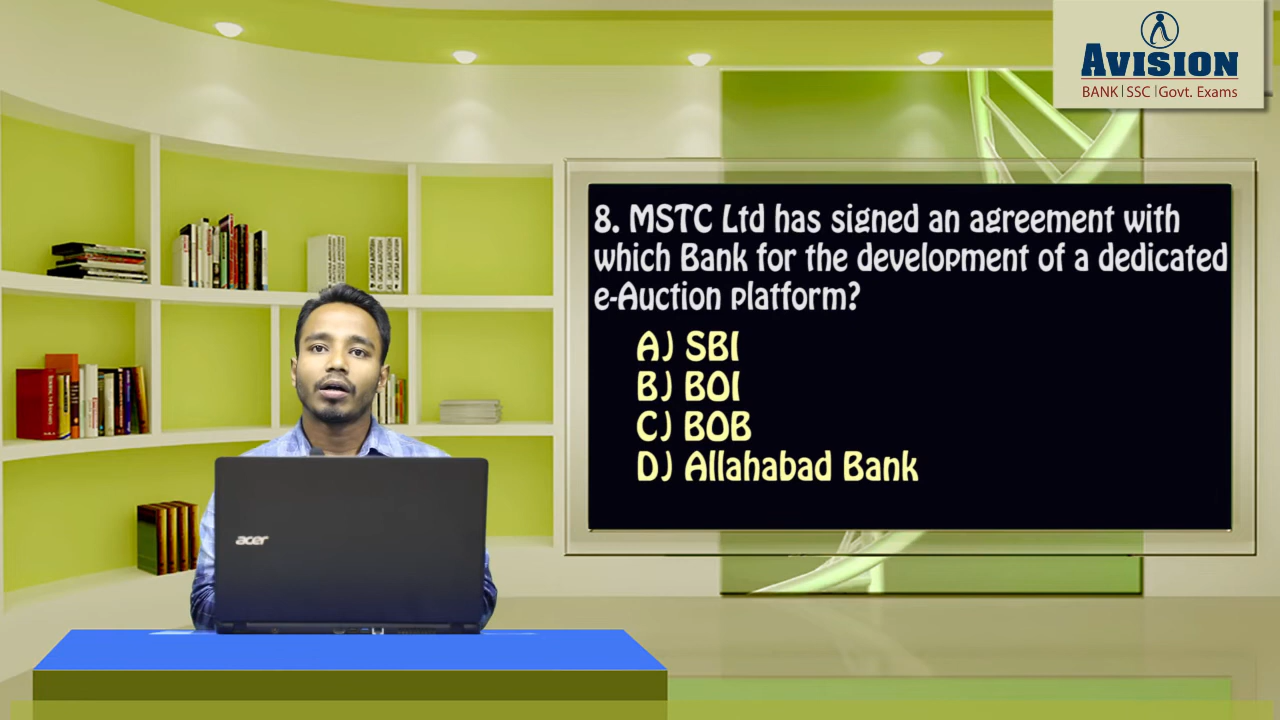 AVISION
BANK|SSC|Govt. Exams
8. MSTC Ltd has signed an agreement with
which Bank for the development of a dedicated
e-Auction platform?
A) SBI
B) BOI
C) BOB
D) Allahabad Bank
acer